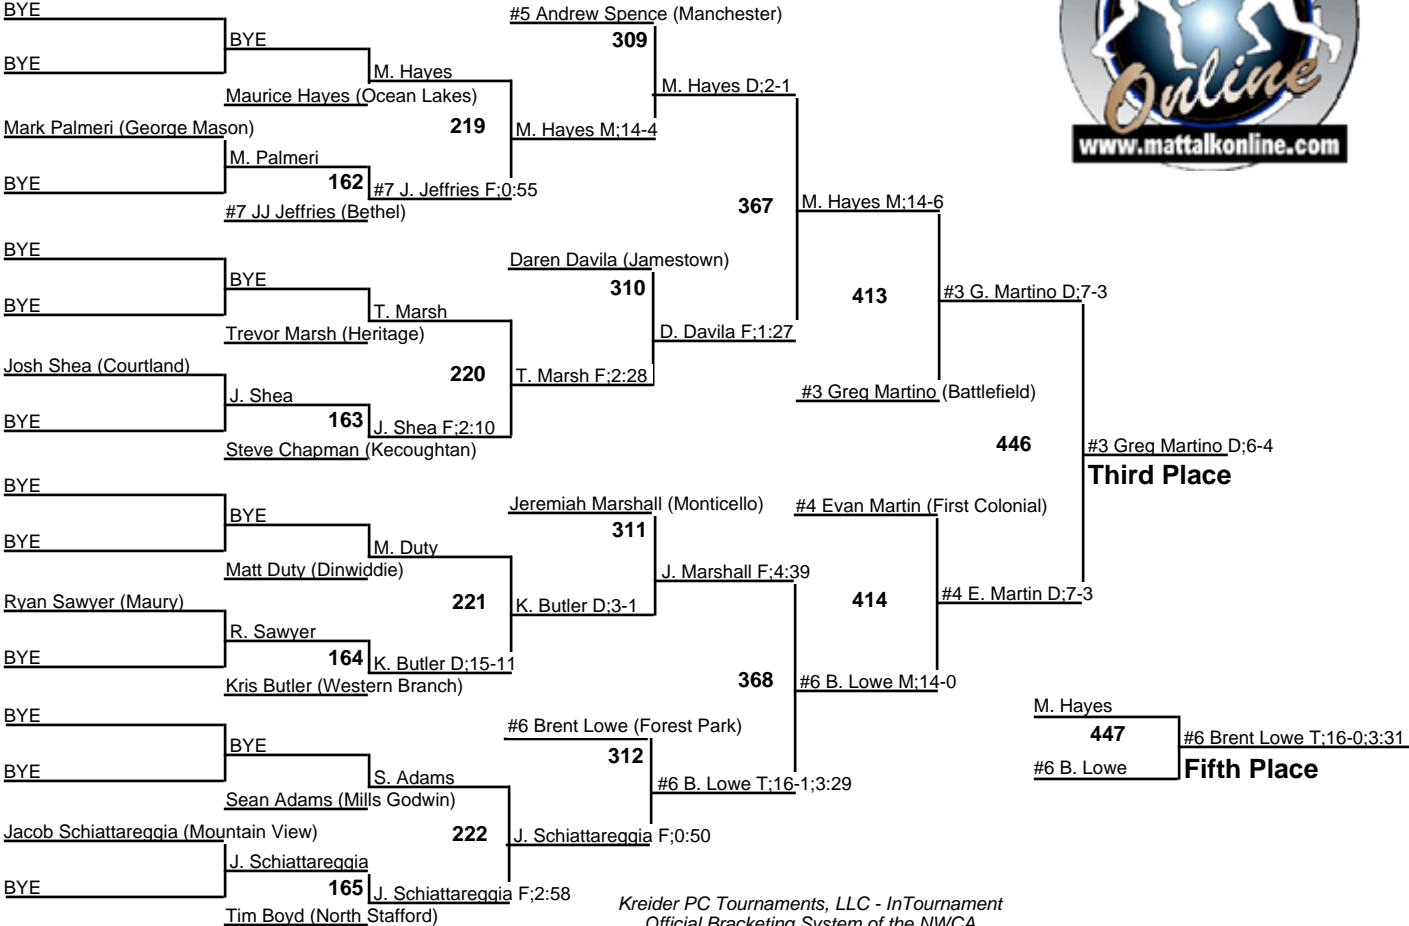 BYE
#5 Andrew Spence (Manchester)
BYE
309
BYE
M. Hayes
M. Hayes D;2-1
Maurice Hayes (Ocean Lakes)
Mark Palmeri (George Mason)
219
M. Hayes M;14-4
Online
www.mattalkonline.com
M. Palmeri
BYE
162
#7 J. Jeffries F;0:55
#7 JJ Jeffries (Bethel)
367
M. Hayes M;14-6
BYE
Daren Davila (Jamestown)
BYE
310
413
#3 G. Martino D;7-3
BYE
T. Marsh
Trevor Marsh (Heritage)
D. Davila F;1:27
Josh Shea (Courtland)
220
T. Marsh F;2:28
J. Shea
#3 Greg Martino (Battlefield)
BYE
163
J. Shea F;2:10
Steve Chapman (Kecoughtan)
446
#3 Greg Martino D;6-4
Third Place
BYE
Jeremiah Marshall (Monticello)
#4 Evan Martin (First Colonial)
BYE
311
BYE
M. Duty
Matt Duty (Dinwiddie)
J. Marshall F;4:39
Ryan Sawyer (Maury)
221
K. Butler D;3-1
414
#4 E. Martin D;7-3
R. Sawyer
BYE
164
K. Butler D;15-11
Kris Butler (Western Branch)
368
#6 B. Lowe M;14-0
BYE
#6 Brent Lowe (Forest Park)
M. Hayes
BYE
312
447
#6 Brent Lowe T;16-0;3:31
BYE
S. Adams
#6 B. Lowe T;16-1;3:29
#6 B. Lowe
Fifth Place
Sean Adams (Mills Godwin)
Jacob Schiattareggia (Mountain View)
222
J. Schiattareggia F;0:50
J. Schiattareggia
BYE
165
J. Schiattareggia F;2:58
Tim Boyd (North Stafford)
Kreider PC Tournaments, LLC - InTournament
Official Bracketing System of the NWCA